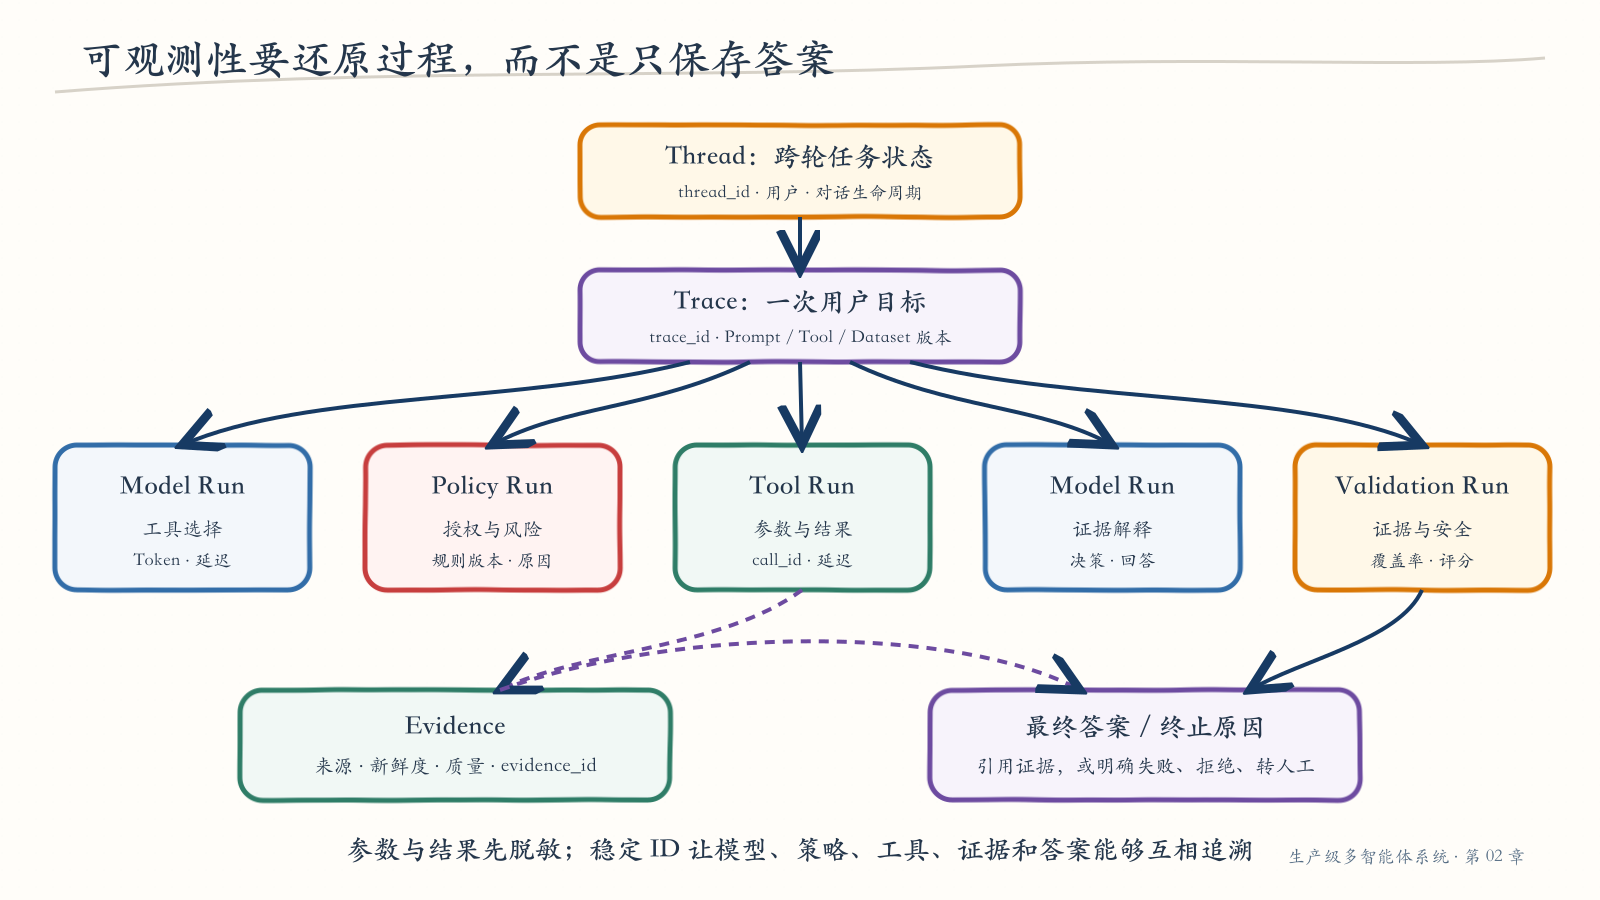 可观测性要还原过程，而不是只保存答案
Thread：跨轮任务状态
thread_id · 用户 · 对话生命周期
Trace：一次用户目标
trace_id · Prompt / Tool / Dataset 版本
Model Run
工具选择
Token · 延迟
Policy Run
授权与风险
规则版本 · 原因
Tool Run
参数与结果
call_id · 延迟
Model Run
证据解释
决策 · 回答
Validation Run
证据与安全
覆盖率 · 评分
Evidence
来源 · 新鲜度 · 质量 · evidence_id
最终答案 / 终止原因
引用证据，或明确失败、拒绝、转人工
参数与结果先脱敏；稳定 ID 让模型、策略、工具、证据和答案能够互相追溯
生产级多智能体系统 · 第 02 章